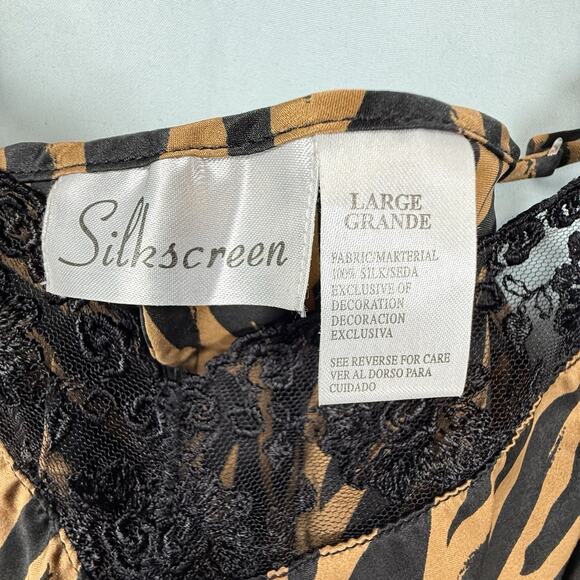 Silkscreen
LARGE
GRANDE
FABRIC/MAKTERIAL
100% SILK/SEDA
EXCLUSIVE OF
DECORATION
DECORACION
EXCLUSIVA
SEE REVERSE FOR CARE
VER AL DORSO PARA
CUIDADO